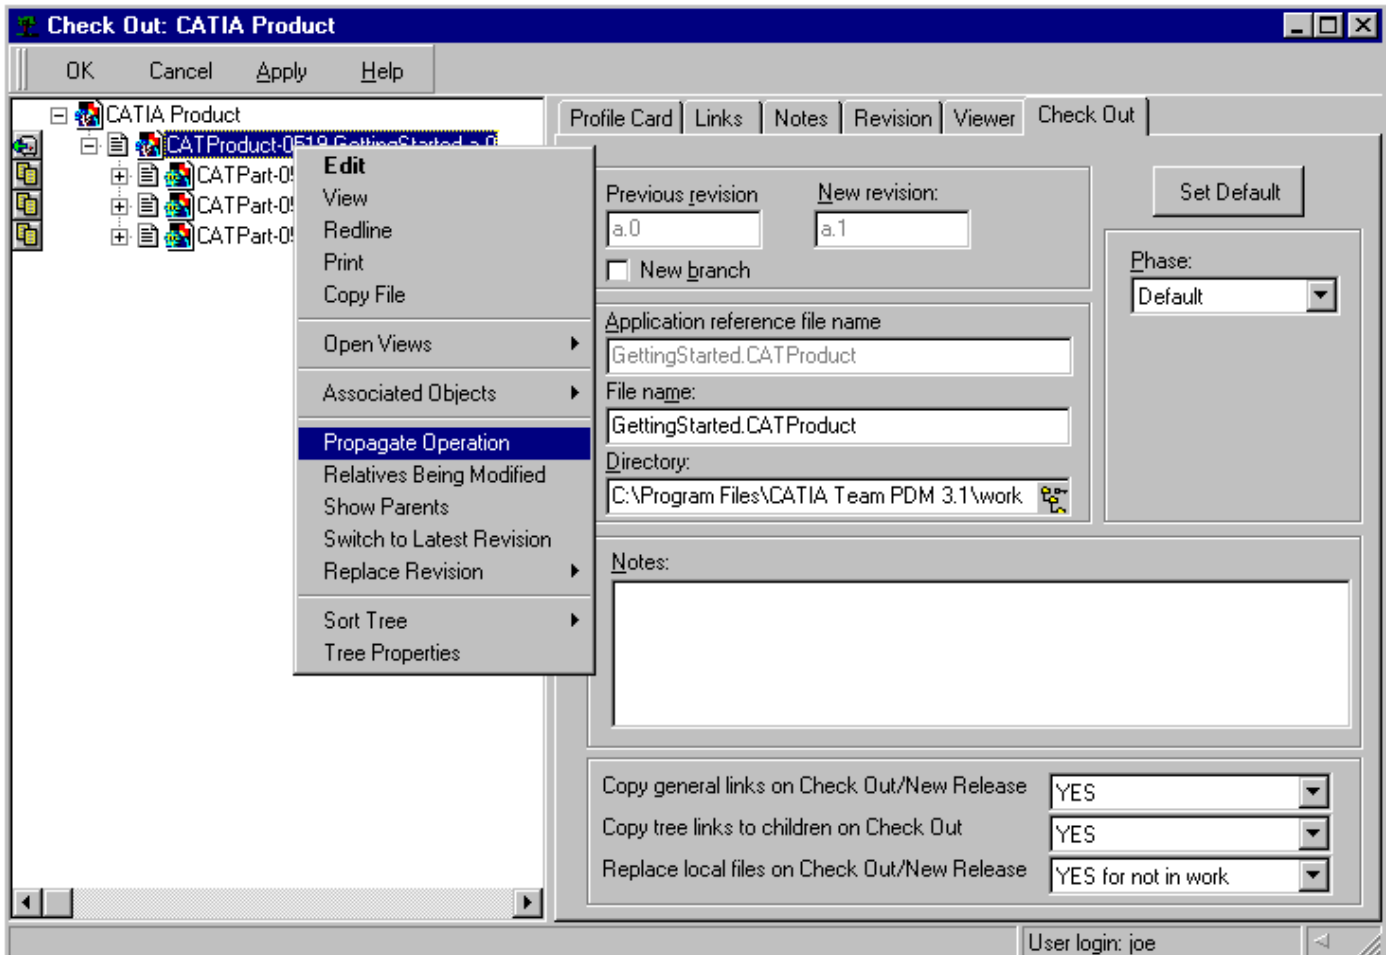 Check Out: CATIA Product
OK Cancel Apply Help
CATIA Product
CATProduct-0518 GettingStarted-a.0
CATPart-05
CATPart-05
CATPart-05
Edit
View
Redline
Print
Copy File
Open Views
Associated Objects
Propagate Operation
Relatives Being Modified
Show Parents
Switch to Latest Revision
Replace Revision
Sort Tree
Tree Properties
Profile Card Links Notes Revision Viewer Check Out
Previous revision New revision:
a.0 a.1
New branch
Set Default
Phase:
Default
Application reference file name
GettingStarted.CATProduct
File name:
GettingStarted.CATProduct
Directory:
C:\Program Files\CATIA Team PDM 3.1\work
Notes:
Copy general links on Check Out/New Release YES
Copy tree links to children on Check Out YES
Replace local files on Check Out/New Release YES for not in work
User login: joe